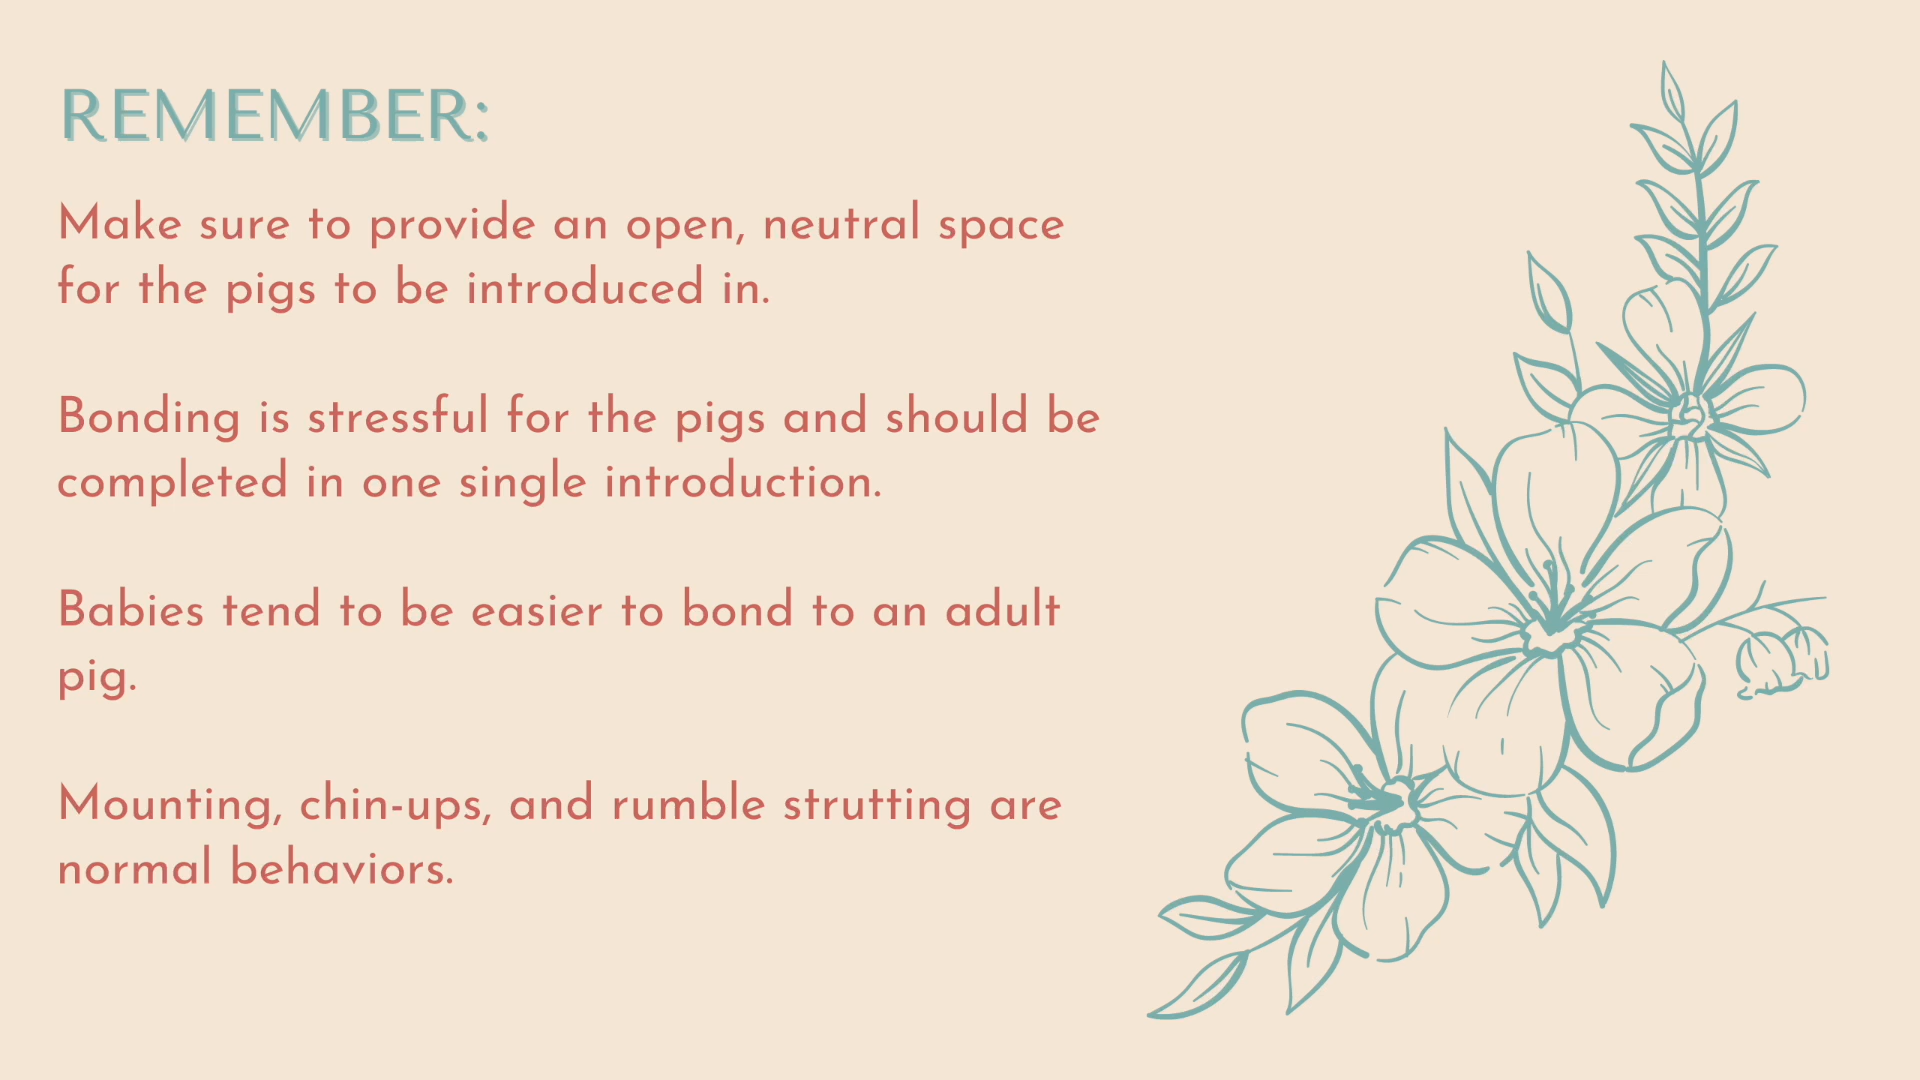 REMEMBER:
Make sure to provide an open, neutral space
for the pigs to be introduced in.
Bonding is stressful for the pigs and should be
completed in one single introduction.
Babies tend to be easier to bond to an adult
pig.
Mounting, chin-ups, and rumble strutting are
normal behaviors.